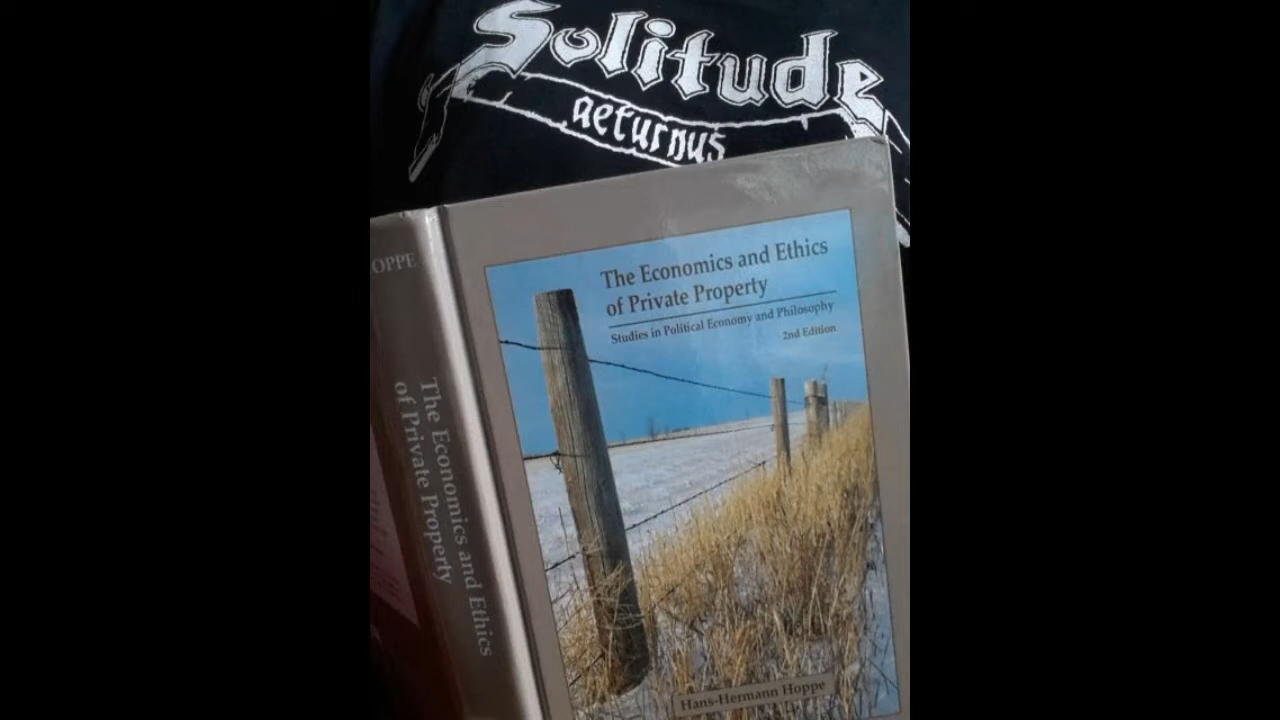 Solitude
aeturnus
The Economics and Ethics
of Private Property
Studies in Political Economy and Philosophy
2nd Edition
Hans-Hermann Hoppe
OPPE
The Economics and Ethics
of Private Property